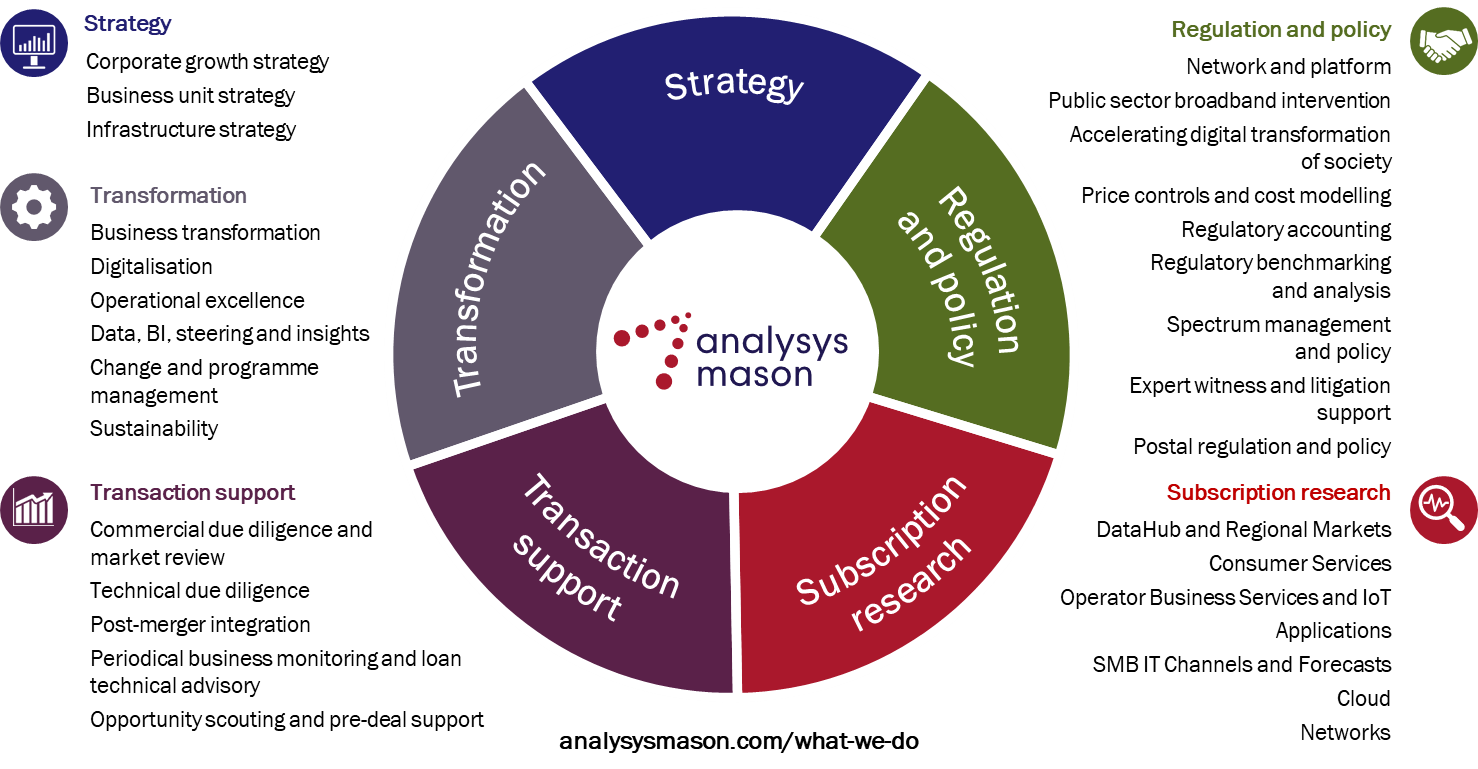 Strategy
Corporate growth strategy
Business unit strategy
Infrastructure strategy
Transformation
Business transformation
Digitalisation
Operational excellence
Data, BI, steering and insights
Change and programme
management
Sustainability
Transaction support
Commercial due diligence and
market review
Technical due diligence
Post-merger integration
Periodical business monitoring and loan
technical advisory
Opportunity scouting and pre-deal support
Strategy
Regulation
and policy
Subscription
research
Transaction
support
Transformation
analysys
mason
analysysmason.com/what-we-do
Regulation and policy
Network and platform
Public sector broadband intervention
Accelerating digital transformation
of society
Price controls and cost modelling
Regulatory accounting
Regulatory benchmarking
and analysis
Spectrum management
and policy
Expert witness and litigation
support
Postal regulation and policy
Subscription research
DataHub and Regional Markets
Consumer Services
Operator Business Services and IoT
Applications
SMB IT Channels and Forecasts
Cloud
Networks